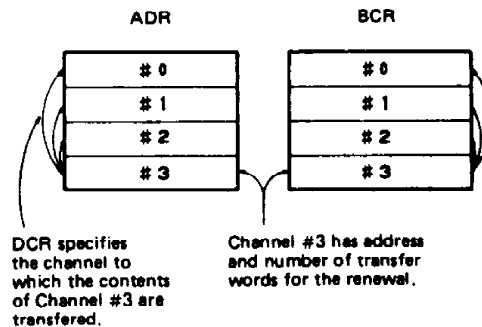 ADR BCR
# 0 # 0
# 1 # 1
# 2 # 2
# 3 # 3
DCR specifies
the channel to
which the contents
of Channel #3 are
transfered.
Channel #3 has address
and number of transfer
words for the renewal.